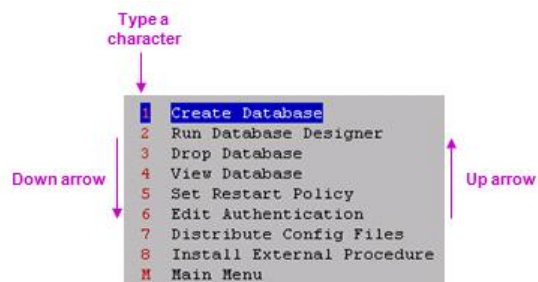 Type a
character
1 Create Database
2 Run Database Designer
3 Drop Database
4 View Database
5 Set Restart Policy
6 Edit Authentication
7 Distribute Config Files
8 Install External Procedure
M Main Menu
Down arrow
Up arrow